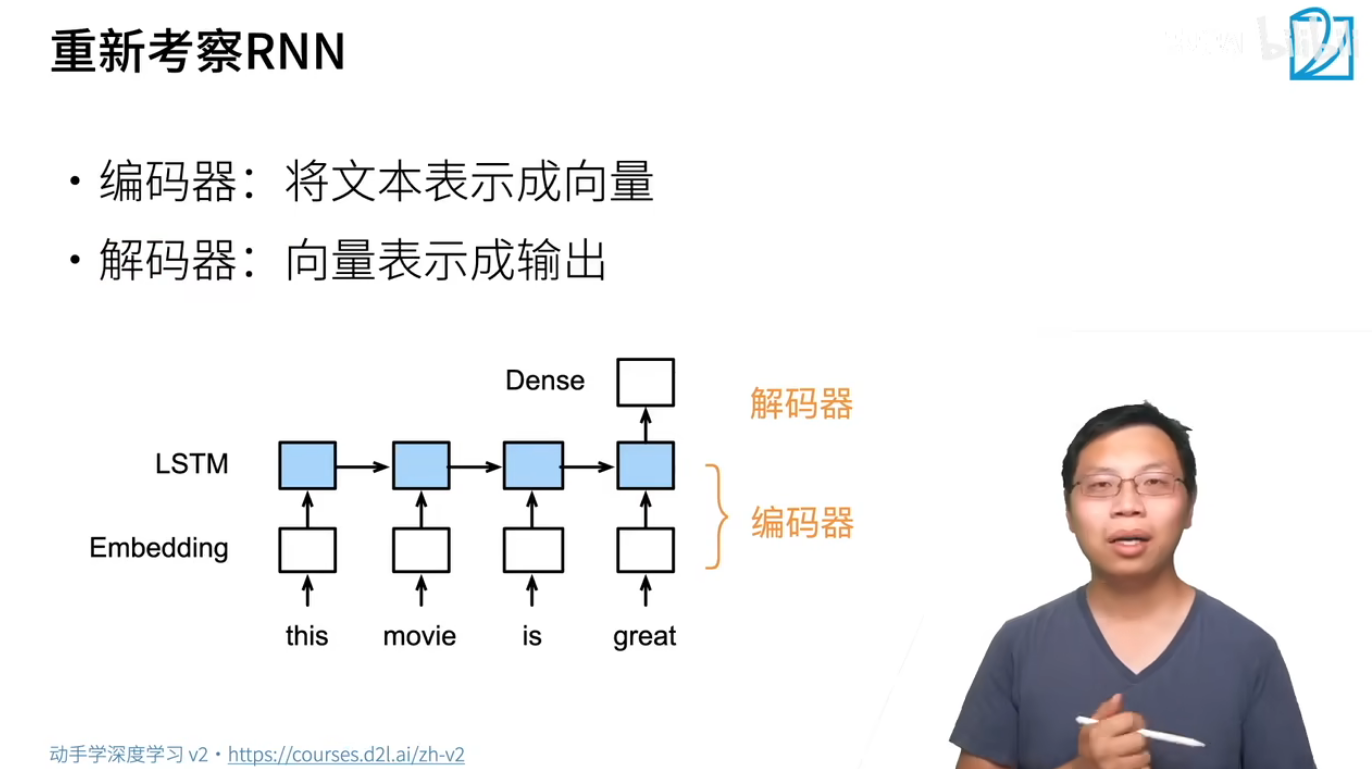 重新考察RNN
bilibili
• 编码器：将文本表示成向量
• 解码器：向量表示成输出
Dense
解码器
LSTM
编码器
Embedding
this movie is great
动手学深度学习 v2 • https://courses.d2l.ai/zh-v2